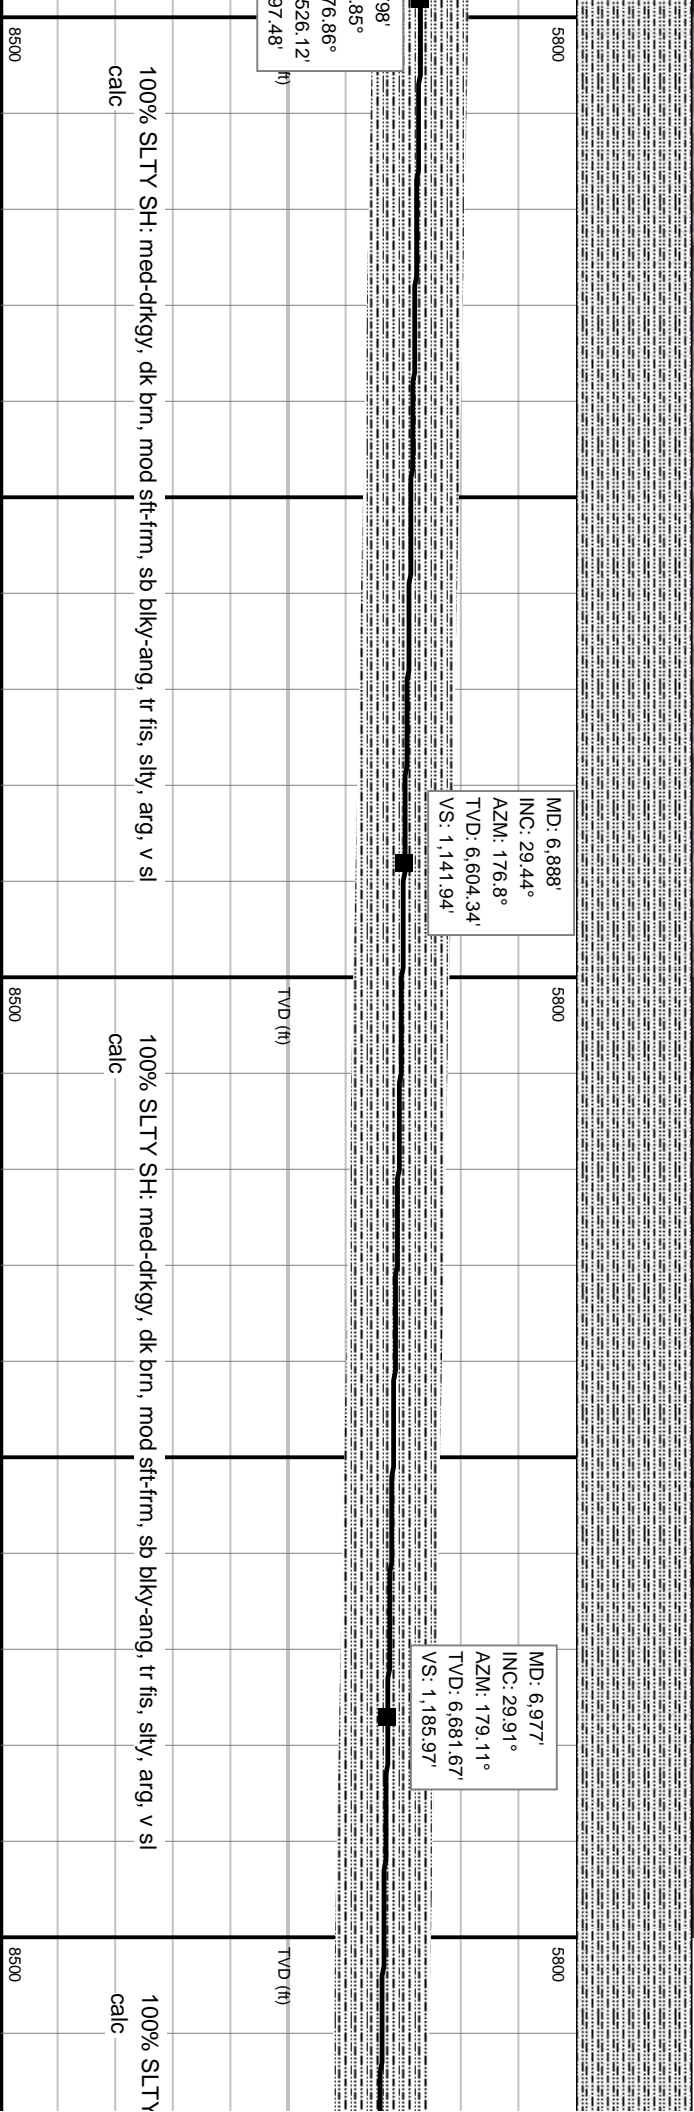 8500
5800
'98'
.85°
76.86°
526.12'
97.48'
ft)
100% SLTY SH: med-drkgy, dk brn, mod sft-frm, sb blky-ang, tr fis, slty, arg, v sl
calc
MD: 6,888'
INC: 29.44°
AZM: 176.8°
TVD: 6,604.34'
VS: 1,141.94'
5800
TVD (ft)
8500
100% SLTY SH: med-drkgy, dk brn, mod sft-frm, sb blky-ang, tr fis, slty, arg, v sl
calc
MD: 6,977'
INC: 29.91°
AZM: 179.11°
TVD: 6,681.67'
VS: 1,185.97'
5800
TVD (ft)
8500
100% SLTY
calc